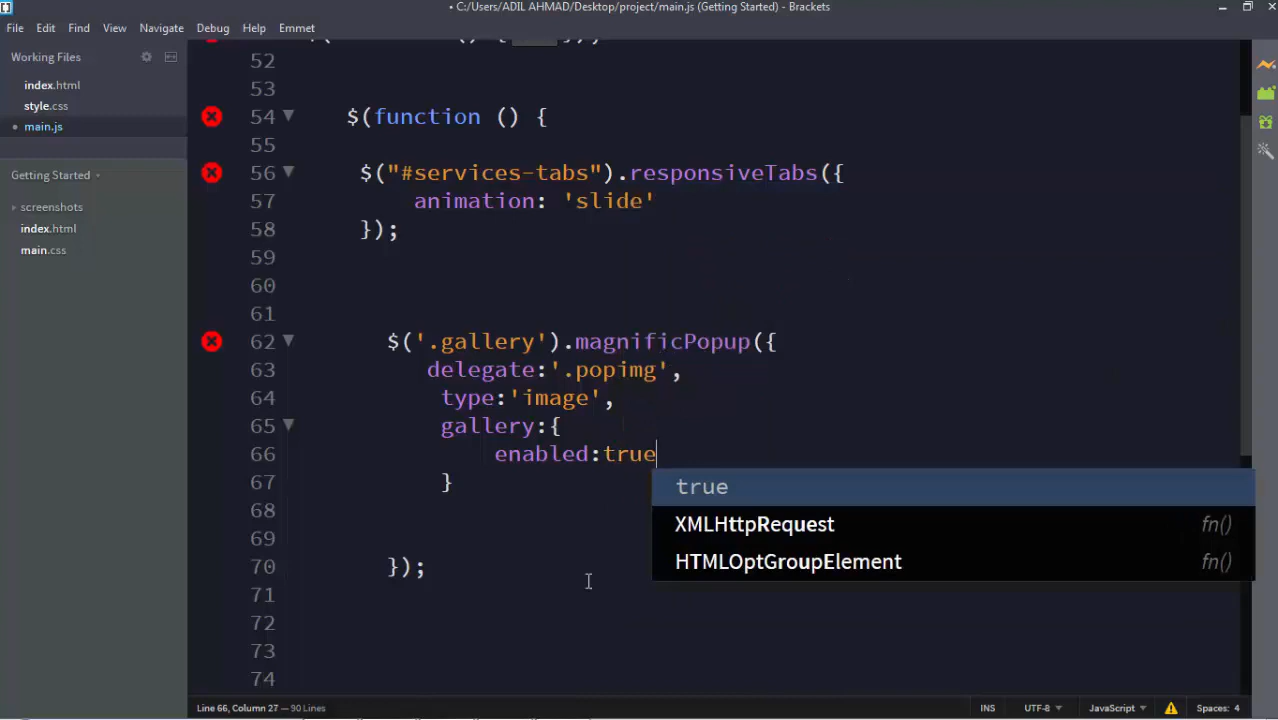 • C:/Users/ADIL AHMAD/Desktop/project/main.js (Getting Started) - Brackets
File Edit Find View Navigate Debug Help Emmet
Working Files
index.html
style.css
• main.js
Getting Started
screenshots
index.html
main.css
52
53
54 $(function () {
55
56 $("#services-tabs").responsiveTabs({
57 animation: 'slide'
58 });
59
60
61
62 $('.gallery').magnificPopup({
63 delegate:'.popimg',
64 type:'image',
65 gallery:{
66 enabled:true
67 }
68
69
70 });
71
72
73
74
true
XMLHttpRequest fn()
HTMLOptGroupElement fn()
Line 66, Column 27 — 90 Lines INS UTF-8 JavaScript Spaces: 4